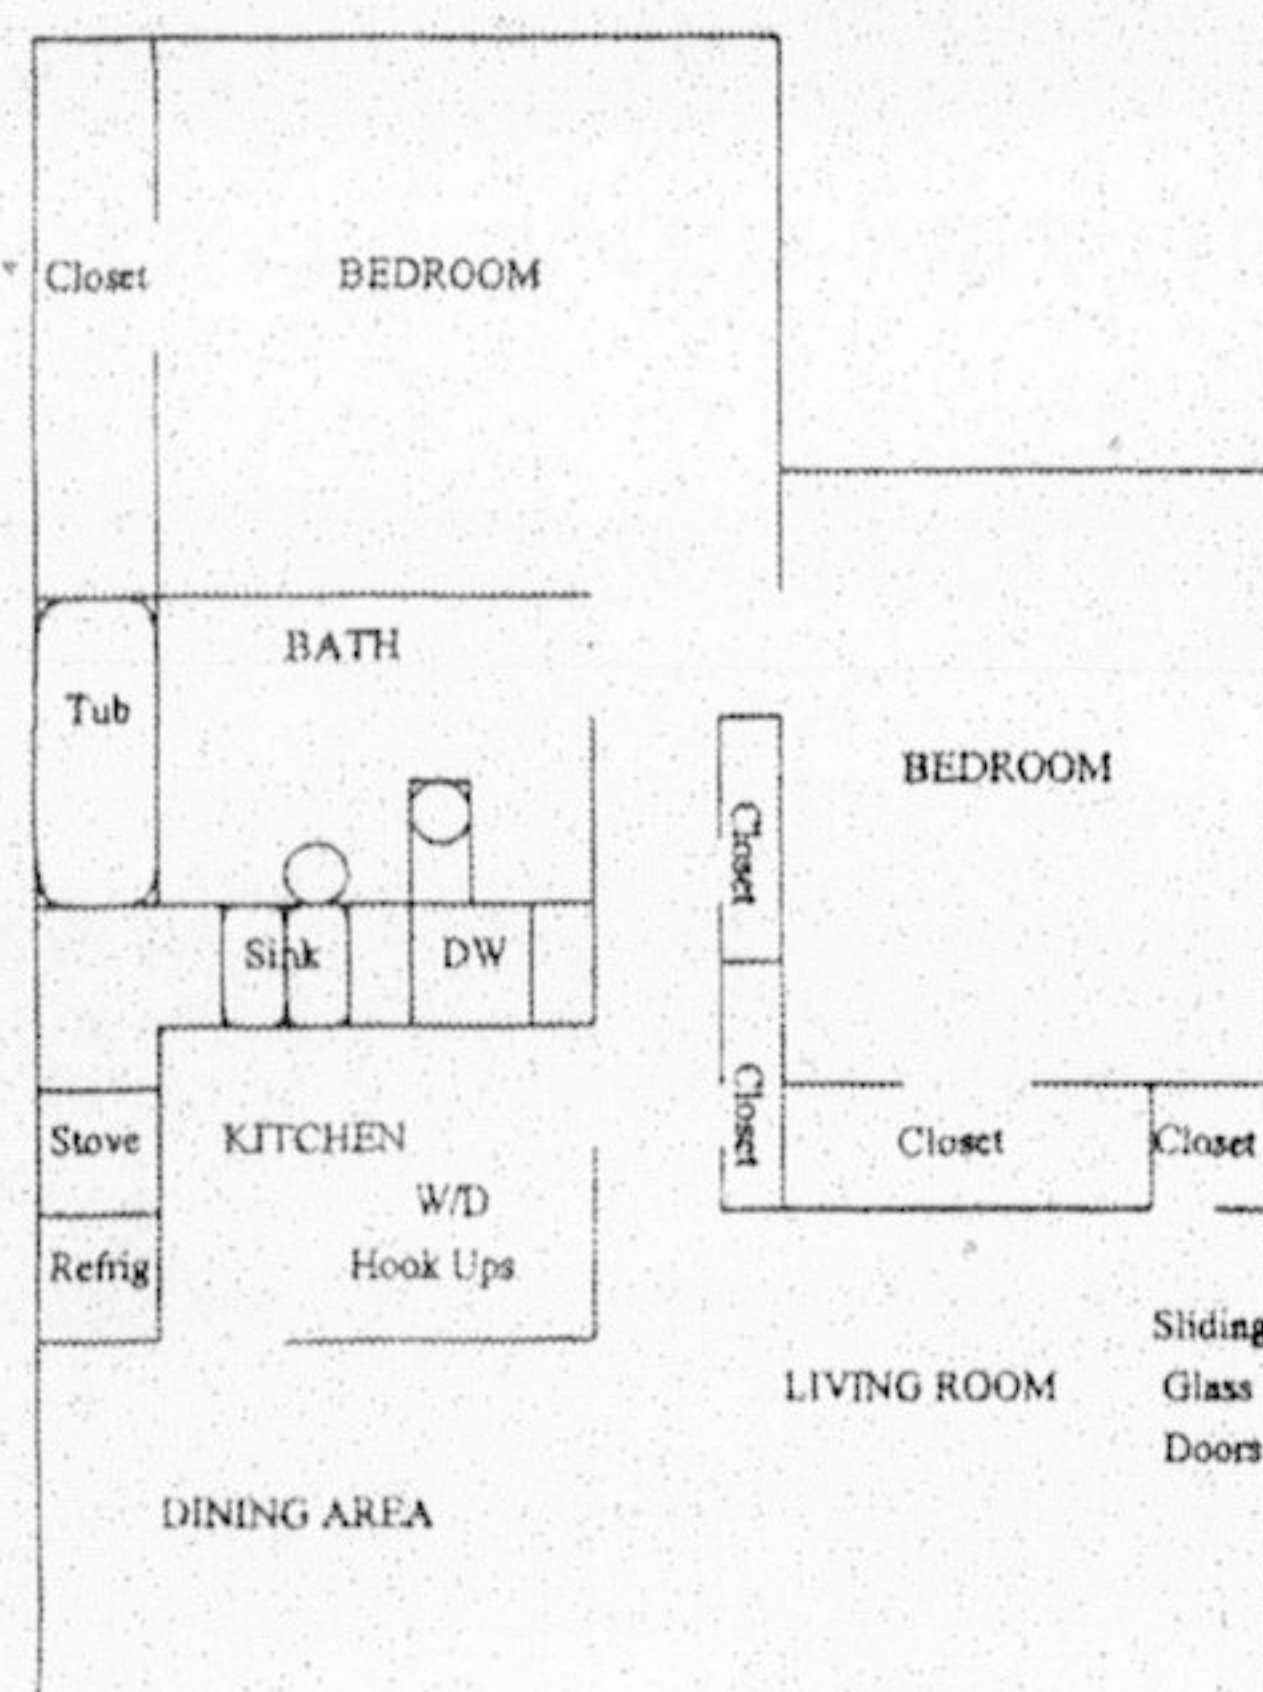 Closet
BEDROOM
BATH
Tub
BEDROOM
Closet
Sink
DW
Closet
Stove
KITCHEN
Closet
Closet
W/D
Hook Ups
Refrig
Sliding
Glass
Doors
LIVING ROOM
DINING AREA